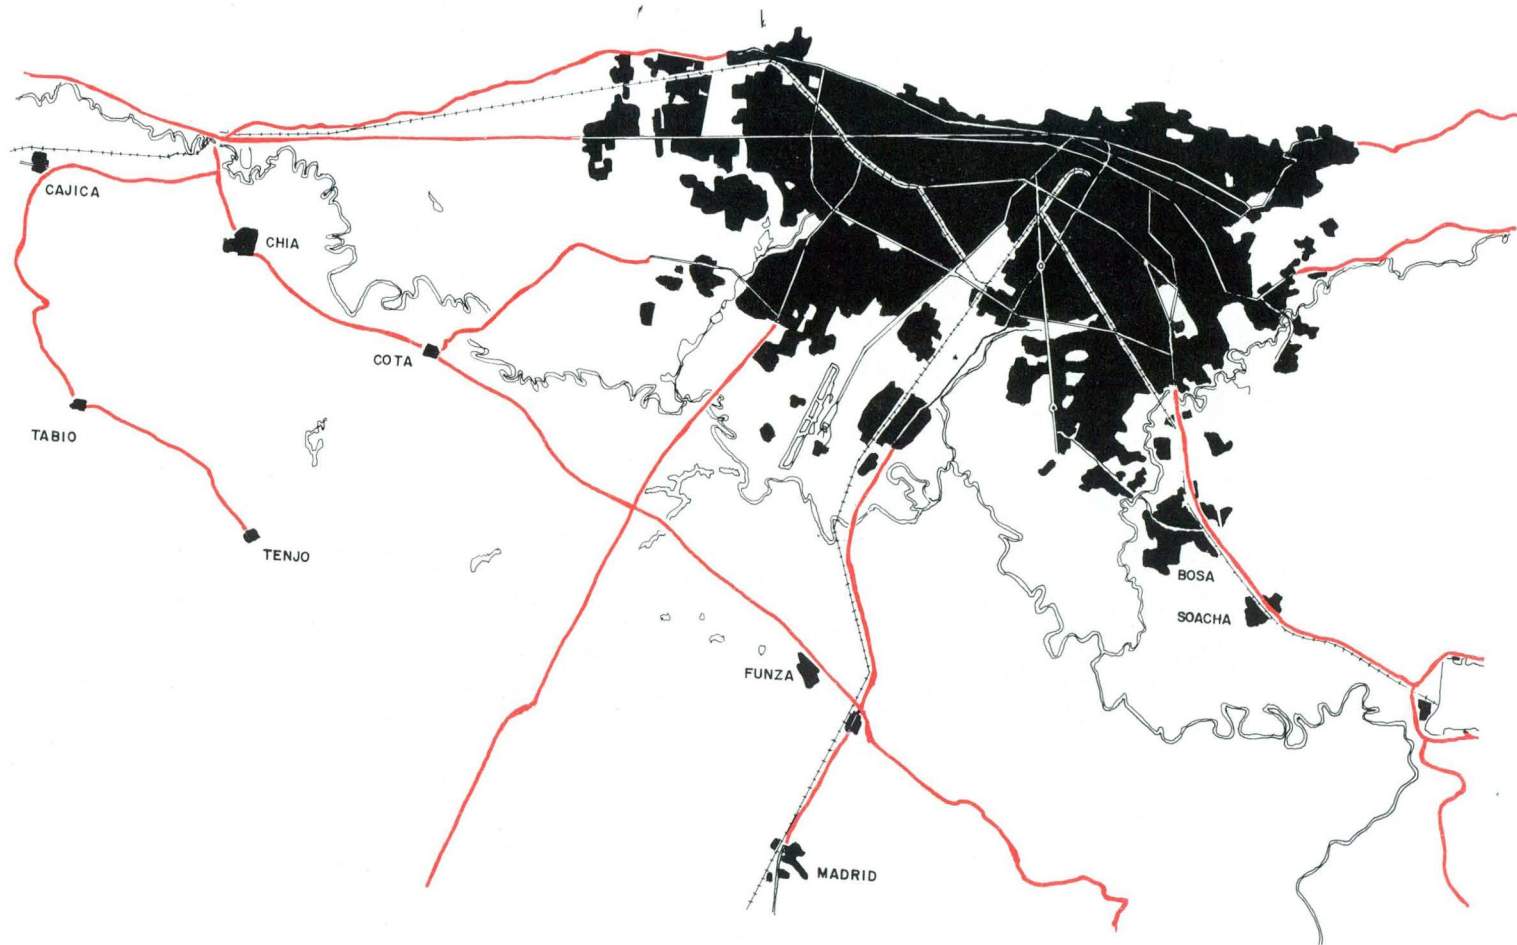 CAJICA
CHIA
COTA
TABIO
TENJO
BOSA
SOACHA
FUNZA
MADRID